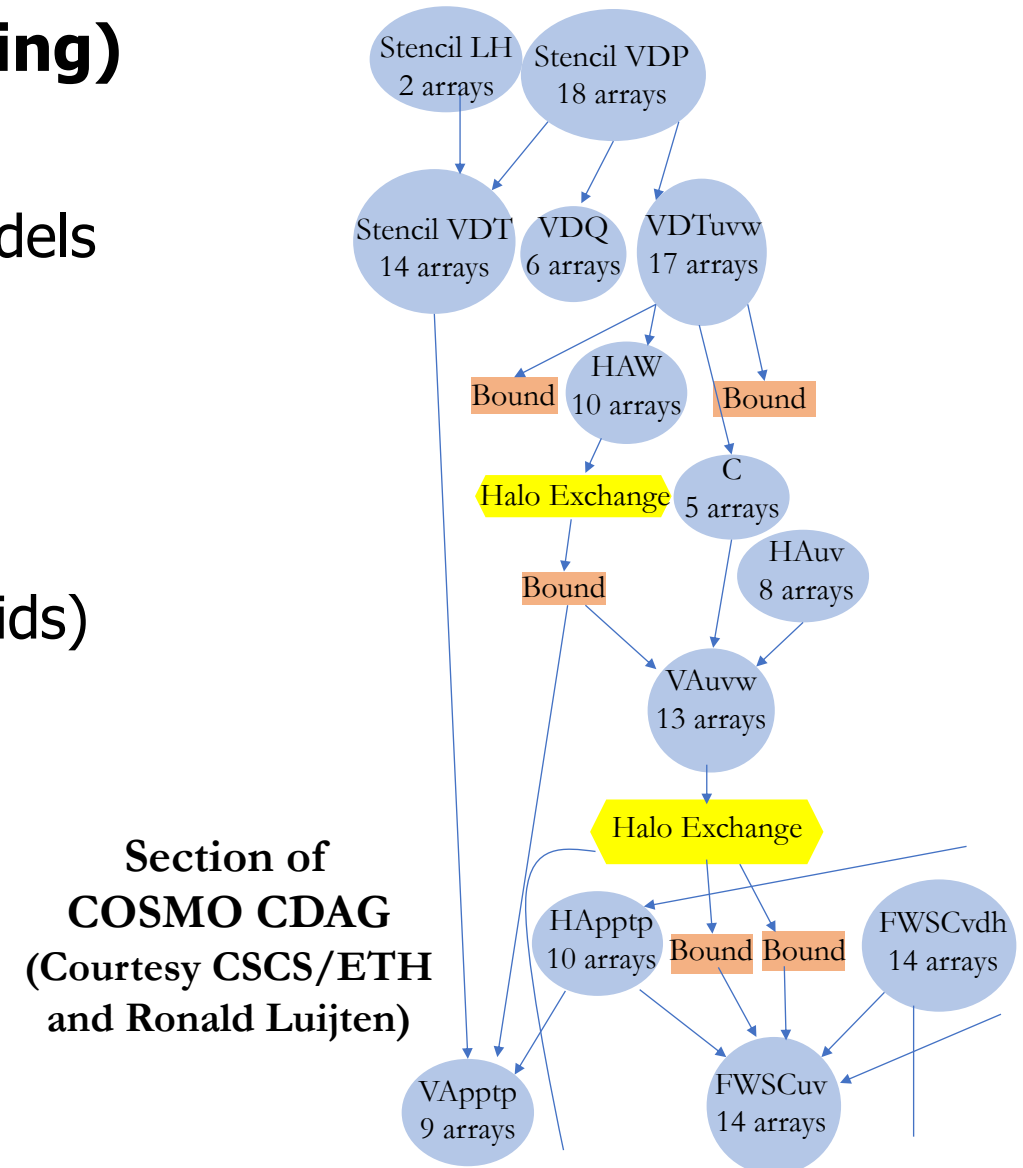 ing)
Stencil LH
2 arrays
Stencil VDP
18 arrays
dels
Stencil VDT
14 arrays
VDQ
6 arrays
VDTuvw
17 arrays
Bound
HAW
10 arrays
Bound
Halo Exchange
C
5 arrays
HAuv
8 arrays
Bound
ids)
VAuvw
13 arrays
Halo Exchange
Section of
COSMO CDAG
(Courtesy CSCS/ETH
and Ronald Luijten)
HApptp
10 arrays
Bound
Bound
FWSCvdh
14 arrays
VApptp
9 arrays
FWSCuv
14 arrays